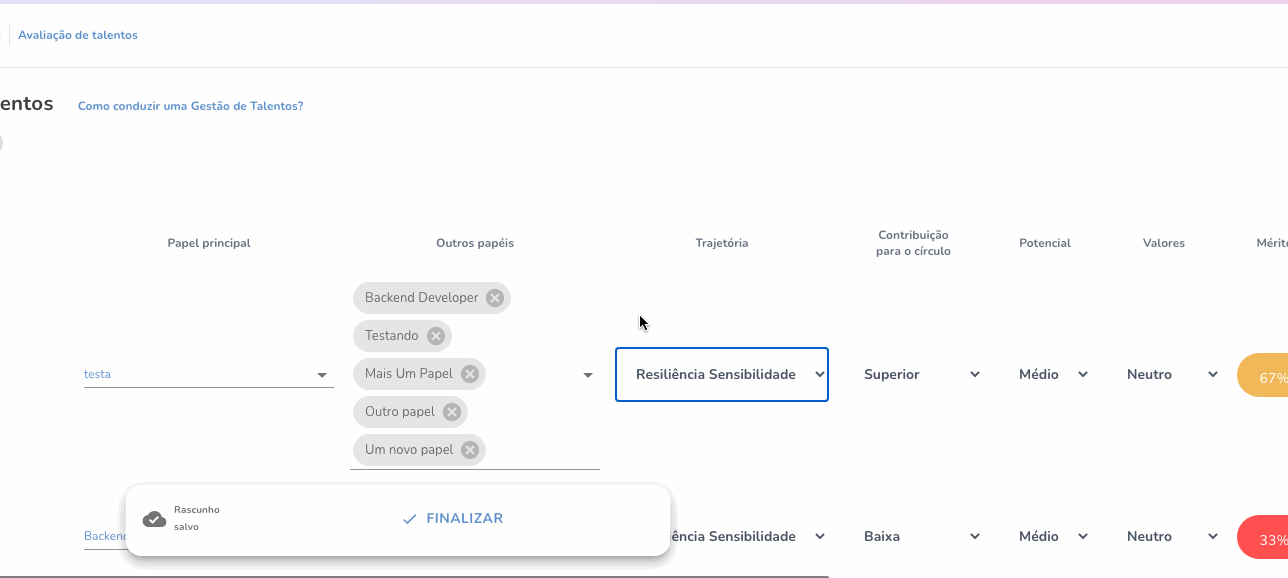 Avaliação de talentos
entos
Como conduzir uma Gestão de Talentos?
Papel principal
Outros papéis
Trajetória
Contribuição
para o círculo
Potencial
Valores
Mérito
Backend Developer
Testando
testa
Mais Um Papel
Resiliência Sensibilidade
Superior
Médio
Neutro
67%
Outro papel
Um novo papel
Rascunho
salvo
FINALIZAR
Backend
iência Sensibilidade
Baixa
Médio
Neutro
33%